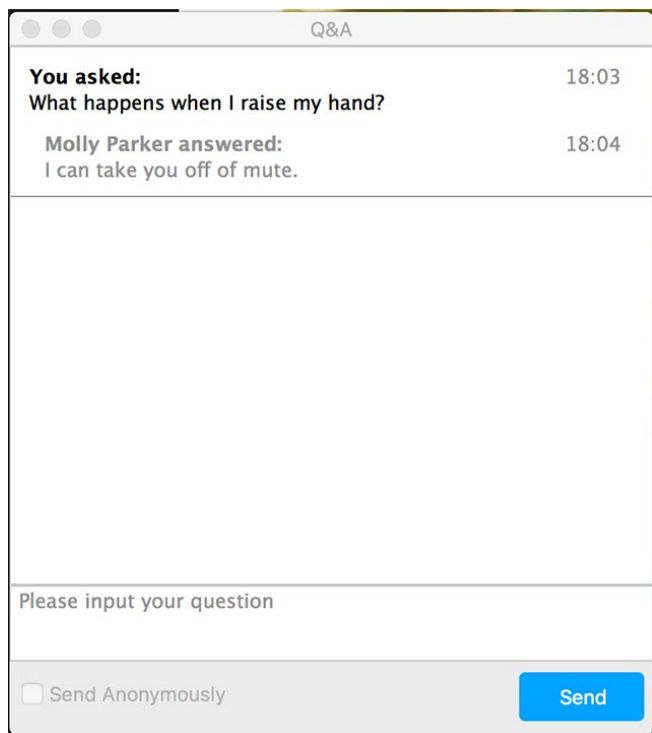 Q&A
You asked: 18:03
What happens when I raise my hand?
Molly Parker answered: 18:04
I can take you off of mute.
Please input your question
Send Anonymously
Send